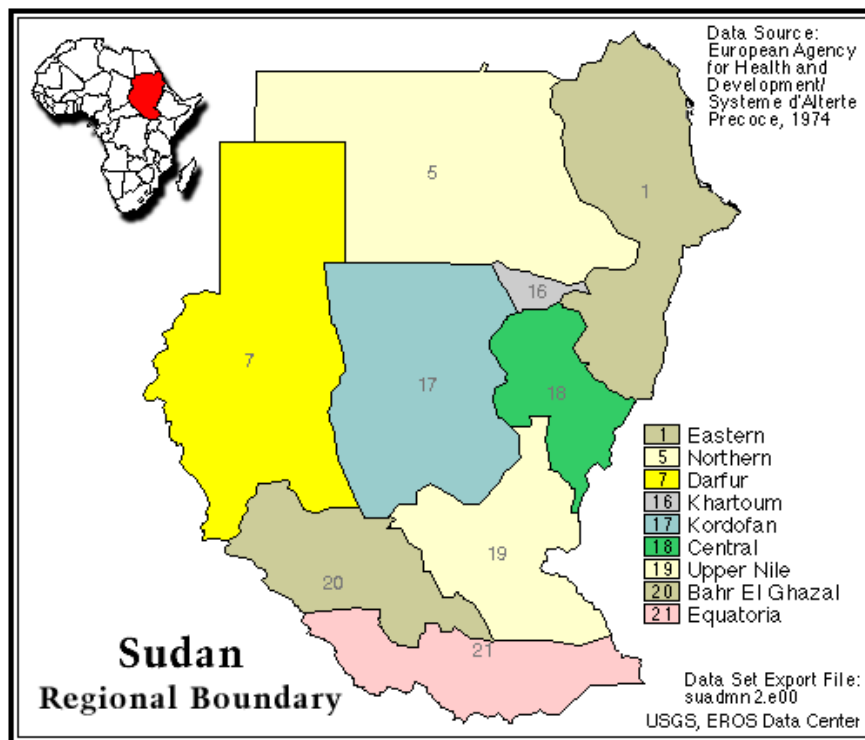 Data Source:
European Agency
for Health and
Development/
Systeme d'Alterte
Precoce, 1974
5
1
16
7
17
18
19
20
21
1 Eastern
5 Northern
7 Darfur
16 Khartoum
17 Kordofan
18 Central
19 Upper Nile
20 Bahr El Ghazal
21 Equatoria
Sudan
Regional Boundary
Data Set Export File:
suadmn2.e00
USGS, EROS Data Center